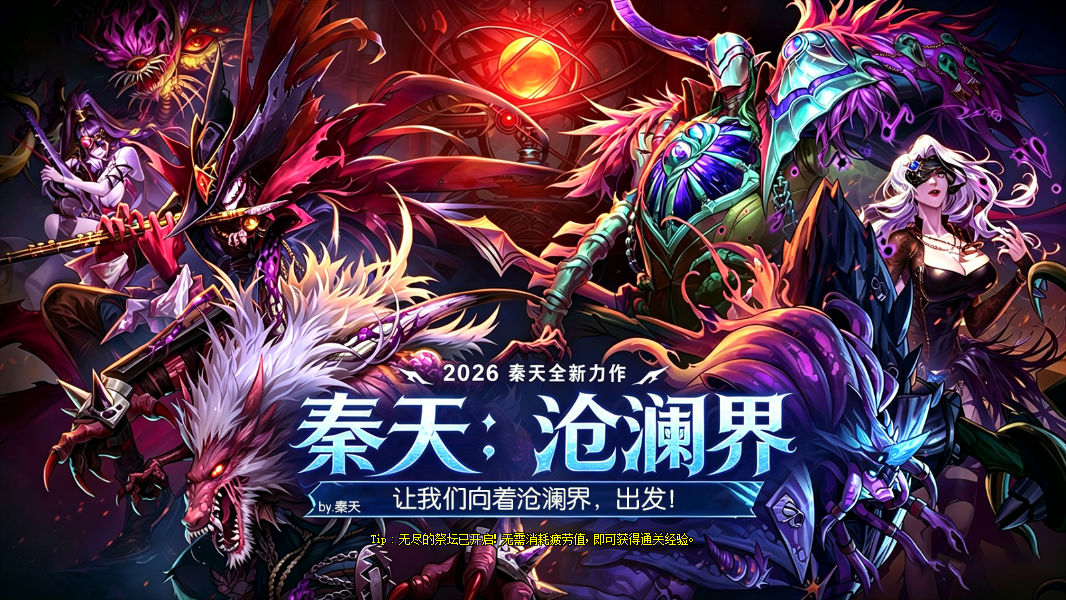 2026 秦天全新力作
秦天：沧澜界
by.秦天 让我们向着沧澜界，出发！
Tip：无尽的祭坛已开启! 无需消耗疲劳值, 即可获得通关经验。